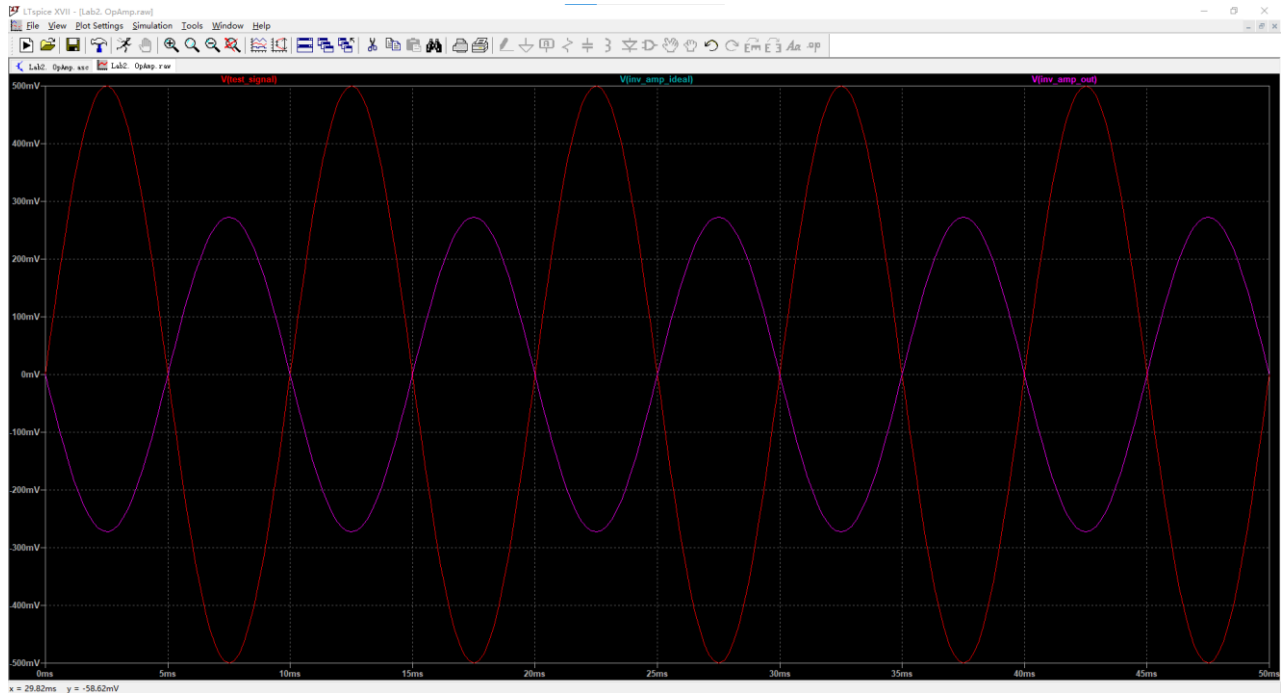 LTspice XVII - [Lab2. OpAmp.raw]
File View Plot Settings Simulation Tools Window Help
Lab2. OpAmp.asc Lab2. OpAmp.raw
V(test_signal) V(inv_amp_ideal) V(inv_amp_out)
500mV
400mV
300mV
200mV
100mV
0mV
-100mV
-200mV
-300mV
-400mV
-500mV
0ms 5ms 10ms 15ms 20ms 25ms 30ms 35ms 40ms 45ms 50ms
x = 29.82ms y = -58.62mV